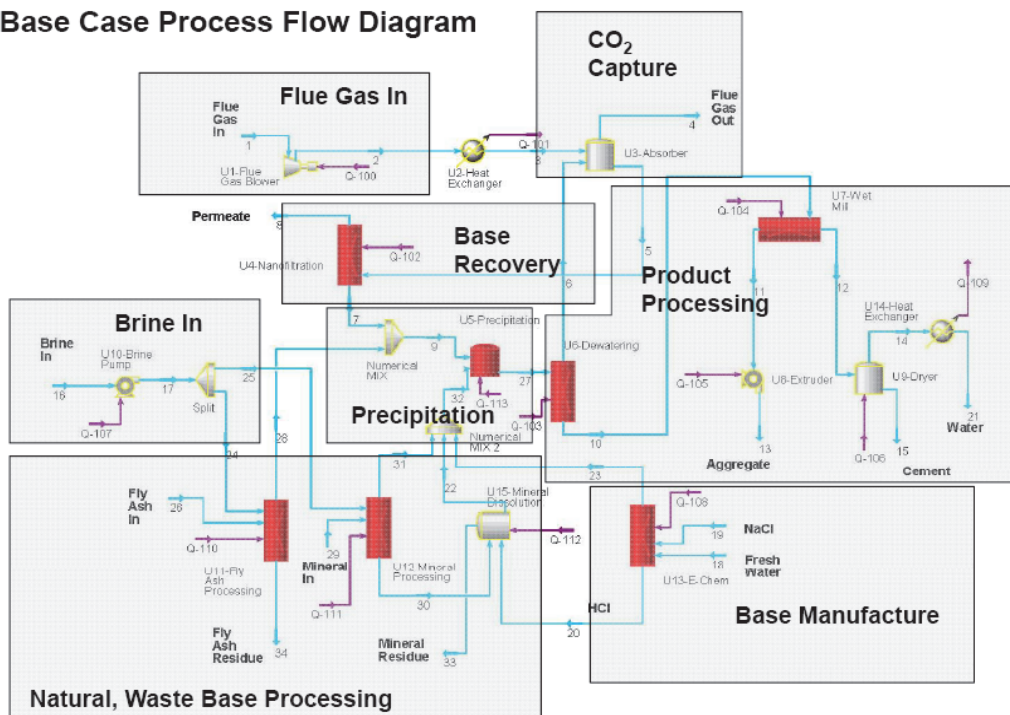 Base Case Process Flow Diagram
CO2
Capture
Flue Gas In
Flue
Gas
In
1
U1-Flue
Gas Blower
Q-100
2
U2-Heat
Exchanger
Q-101
3
U3-Absorber
4
Flue
Gas
Out
Permeate
8
U4-Nanofiltration
Q-102
Base
Recovery
5
6
7
Q-104
U7-Wet
Mill
Product
Processing
11
12
U14-Heat
Exchanger
Q-109
14
U9-Dryer
Q-105
U8-Extruder
13
Aggregate
Q-106
15
Cement
21
Water
Brine In
Brine
In
16
U10-Brine
Pump
17
Q-107
Split
25
24
28
Numerical
MIX
9
U5-Precipitation
Q-113
32
27
Precipitation
Numerical
MIX 2
U6-Dewatering
Q-103
10
31
22
23
Fly
Ash
In
26
Q-110
U11-Fly
Ash
Processing
Fly
Ash
Residue
34
Mineral
In
29
Q-111
U12-Mineral
Processing
30
U15-Mineral
Dissolution
Q-112
Mineral
Residue
33
Natural, Waste Base Processing
HCl
20
Q-108
19
NaCl
18
Fresh
Water
U13-E-Chem
Base Manufacture